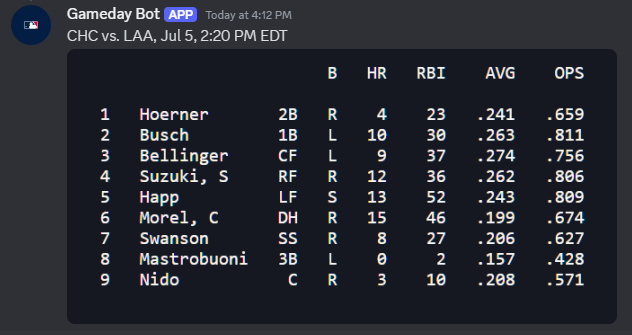 Gameday Bot APP Today at 4:12 PM
CHC vs. LAA, Jul 5, 2:20 PM EDT
B HR RBI AVG OPS
1 Hoerner 2B R 4 23 .241 .659
2 Busch 1B L 10 30 .263 .811
3 Bellinger CF L 9 37 .274 .756
4 Suzuki, S RF R 12 36 .262 .806
5 Happ LF S 13 52 .243 .809
6 Morel, C DH R 15 46 .199 .674
7 Swanson SS R 8 27 .206 .627
8 Mastrobuoni 3B L 0 2 .157 .428
9 Nido C R 3 10 .208 .571